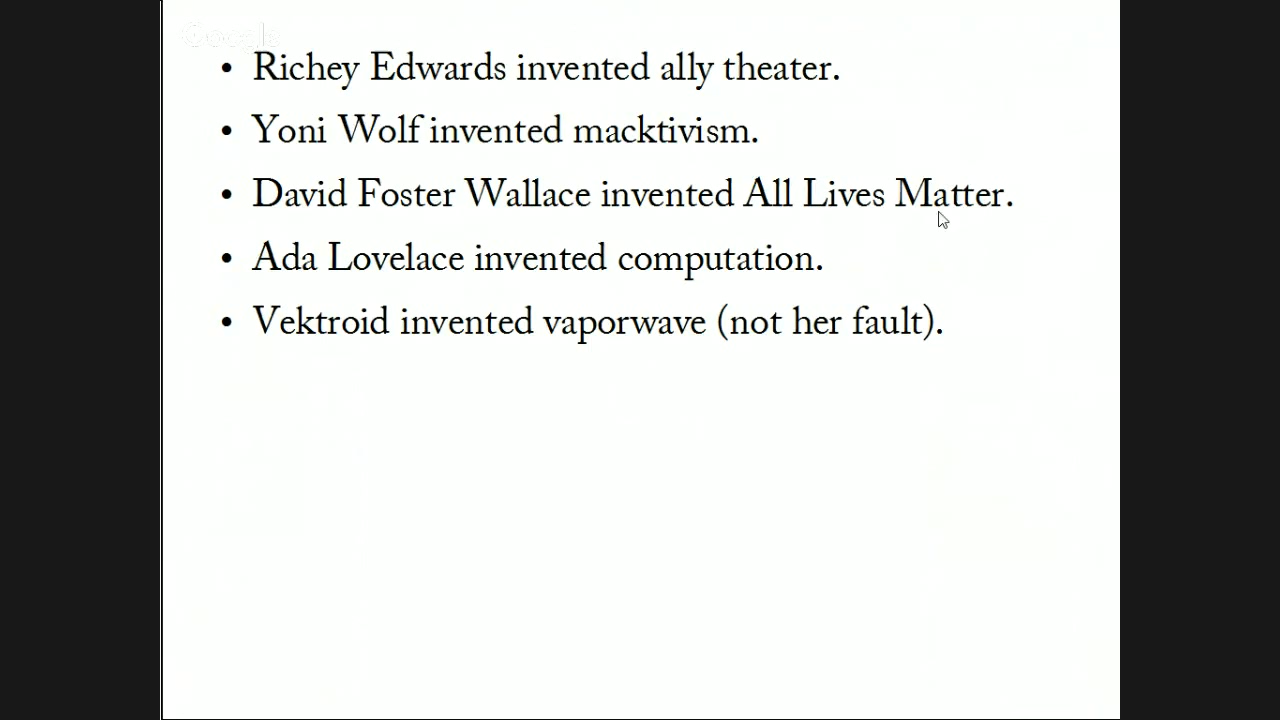 Google
• Richey Edwards invented ally theater.
• Yoni Wolf invented macktivism.
• David Foster Wallace invented All Lives Matter.
• Ada Lovelace invented computation.
• Vektroid invented vaporwave (not her fault).